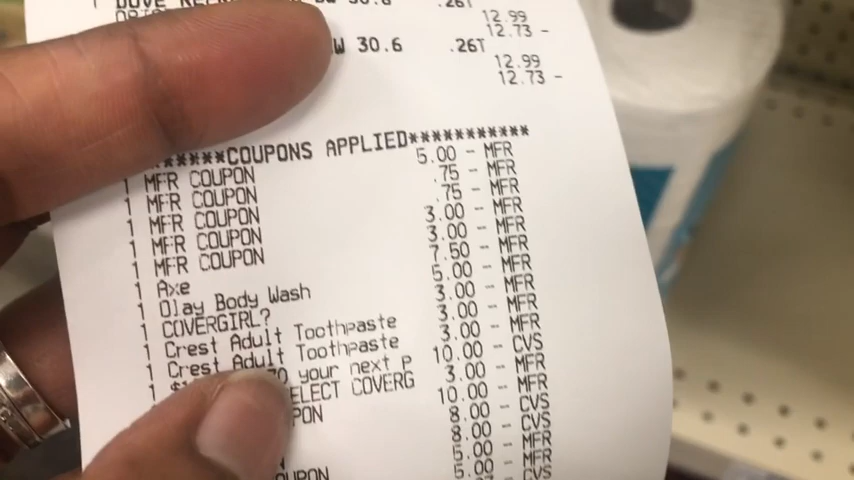 1 DOVE .26T
12.99
12.73 -
W 30.6 .26T
12.99
12.73 -
*****COUPONS APPLIED***********
1 MFR COUPON 5.00 - MFR
1 MFR COUPON .75 - MFR
1 MFR COUPON .75 - MFR
1 MFR COUPON 3.00 - MFR
1 MFR COUPON 3.00 - MFR
1 Axe 7.50 - MFR
1 Olay Body Wash 5.00 - MFR
1 COVERGIRL? 3.00 - MFR
1 Crest Adult Toothpaste 3.00 - MFR
1 Crest Adult Toothpaste 3.00 - MFR
1 your next P 10.00 - CVS
ELECT COVERG 3.00 - MFR
PON 10.00 - MFR
8.00 - CVS
8.00 - CVS
5.00 - MFR
UPON 5.00 - MFR
CVS